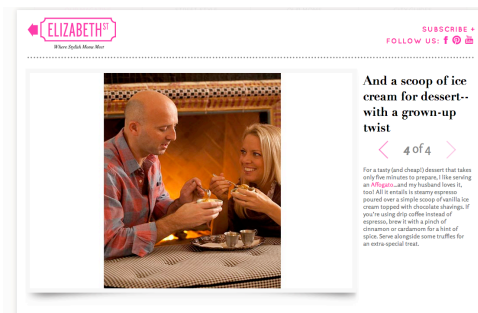 ELIZABETH ST
Where Stylish Moms Meet
SUBSCRIBE +
FOLLOW US:
And a scoop of ice
cream for dessert--
with a grown-up
twist
4 of 4
For a tasty (and cheap!) dessert that takes
only five minutes to prepare, I like serving
an Affogato...and my husband loves it,
too! All it entails is steamy espresso
poured over a simple scoop of vanilla ice
cream topped with chocolate shavings. If
you're using drip coffee instead of
espresso, brew it with a pinch of
cinnamon or cardamom for a hint of
spice. Serve alongside some truffles for
an extra special treat.